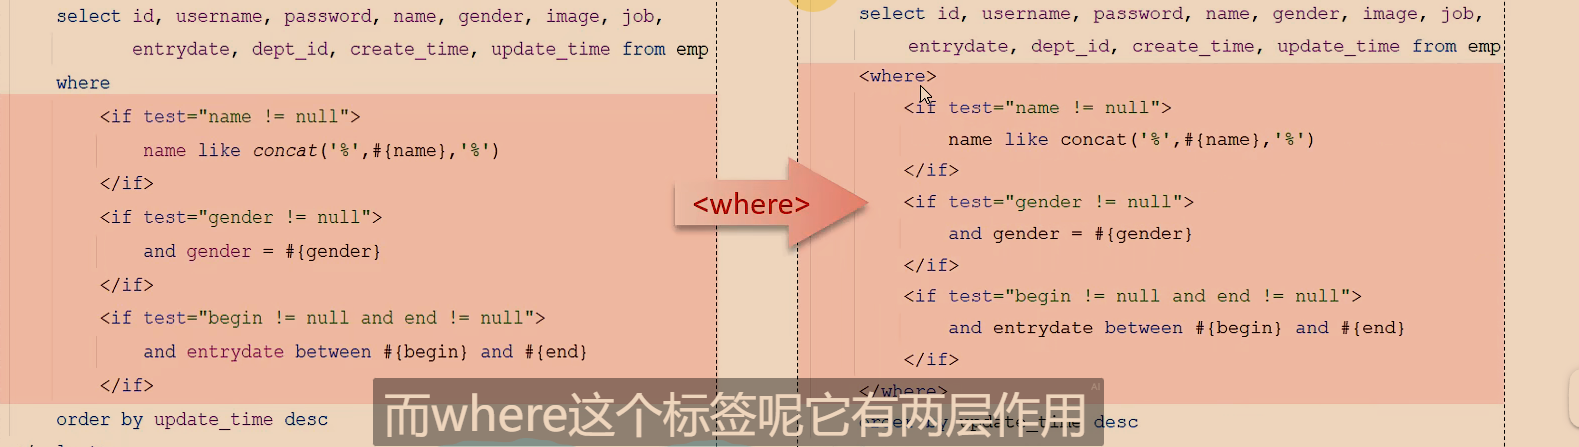 select id, username, password, name, gender, image, job,
entrydate, dept_id, create_time, update_time from emp
where
<if test="name != null">
name like concat('%',#{name},'%')
</if>
<if test="gender != null">
and gender = #{gender}
</if>
<if test="begin != null and end != null">
and entrydate between #{begin} and #{end}
</if>
order by update_time desc
<where>
select id, username, password, name, gender, image, job,
entrydate, dept_id, create_time, update_time from emp
<where>
<if test="name != null">
name like concat('%',#{name},'%')
</if>
<if test="gender != null">
and gender = #{gender}
</if>
<if test="begin != null and end != null">
and entrydate between #{begin} and #{end}
</if>
</where>
order by update_time desc
AI
而where这个标签呢它有两层作用